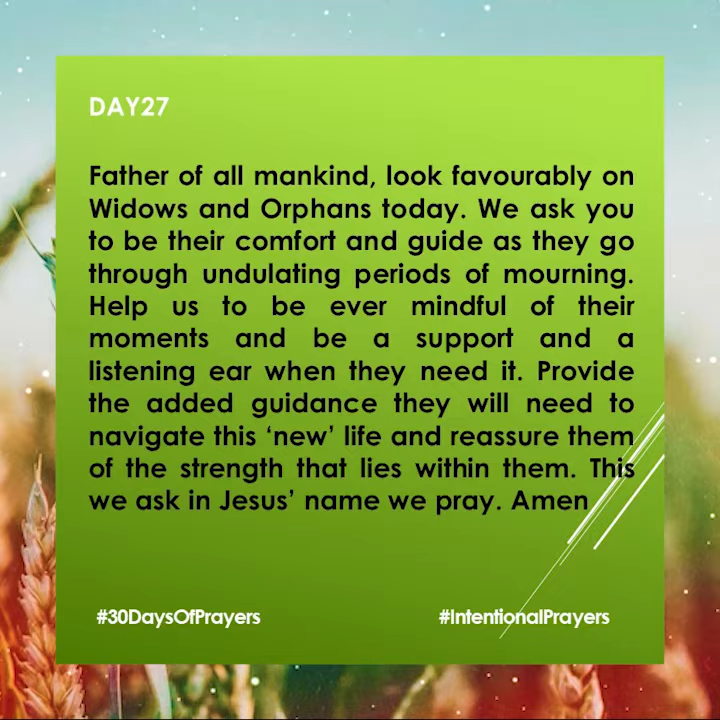 DAY27
Father of all mankind, look favourably on
Widows and Orphans today. We ask you
to be their comfort and guide as they go
through undulating periods of mourning.
Help us to be ever mindful of their
moments and be a support and a
listening ear when they need it. Provide
the added guidance they will need to
navigate this ‘new’ life and reassure them
of the strength that lies within them. This
we ask in Jesus’ name we pray. Amen
#30DaysOfPrayers
#IntentionalPrayers